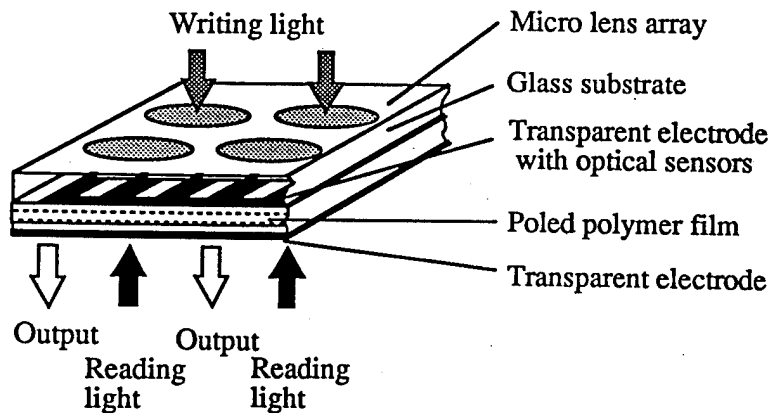 Writing light
Micro lens array
Glass substrate
Transparent electrode
with optical sensors
Poled polymer film
Transparent electrode
Output
Reading
light
Output
Reading
light